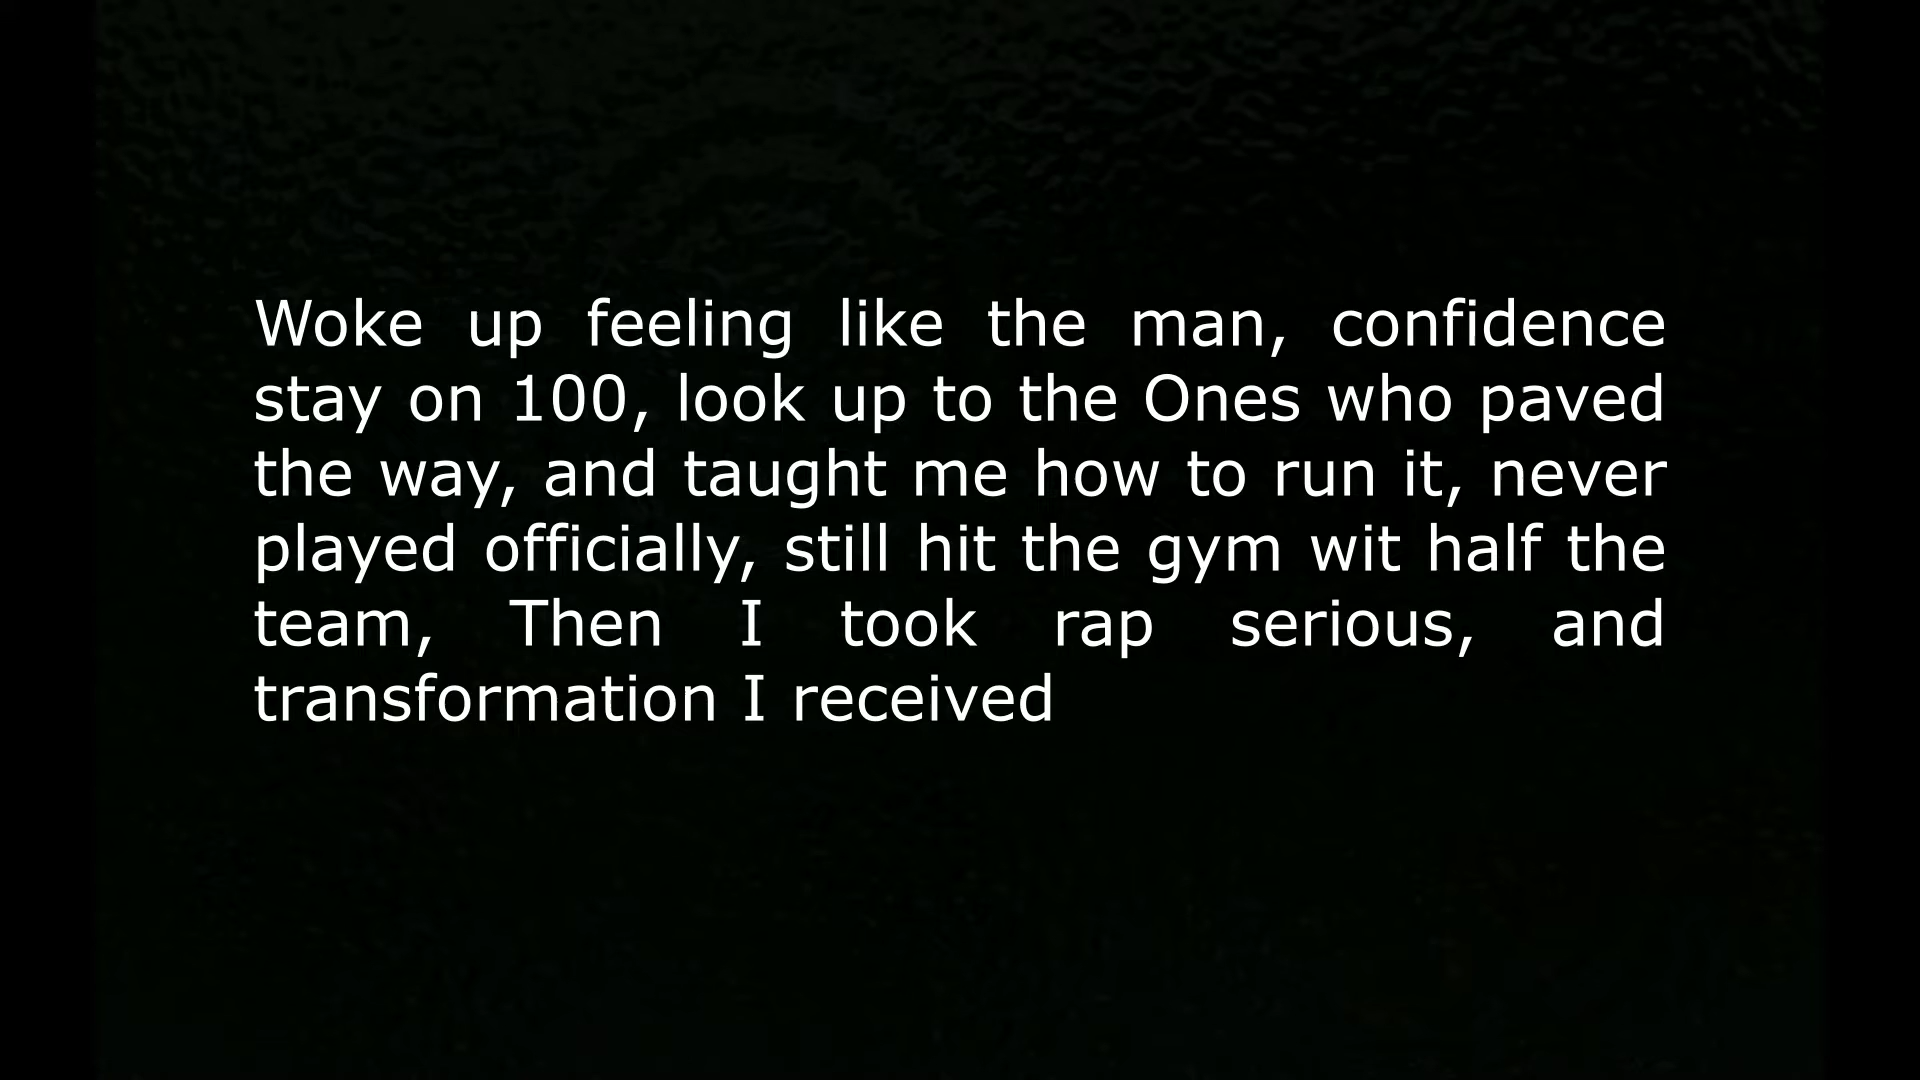 Woke up feeling like the man, confidence
stay on 100, look up to the Ones who paved
the way, and taught me how to run it, never
played officially, still hit the gym wit half the
team, Then I took rap serious, and
transformation I received